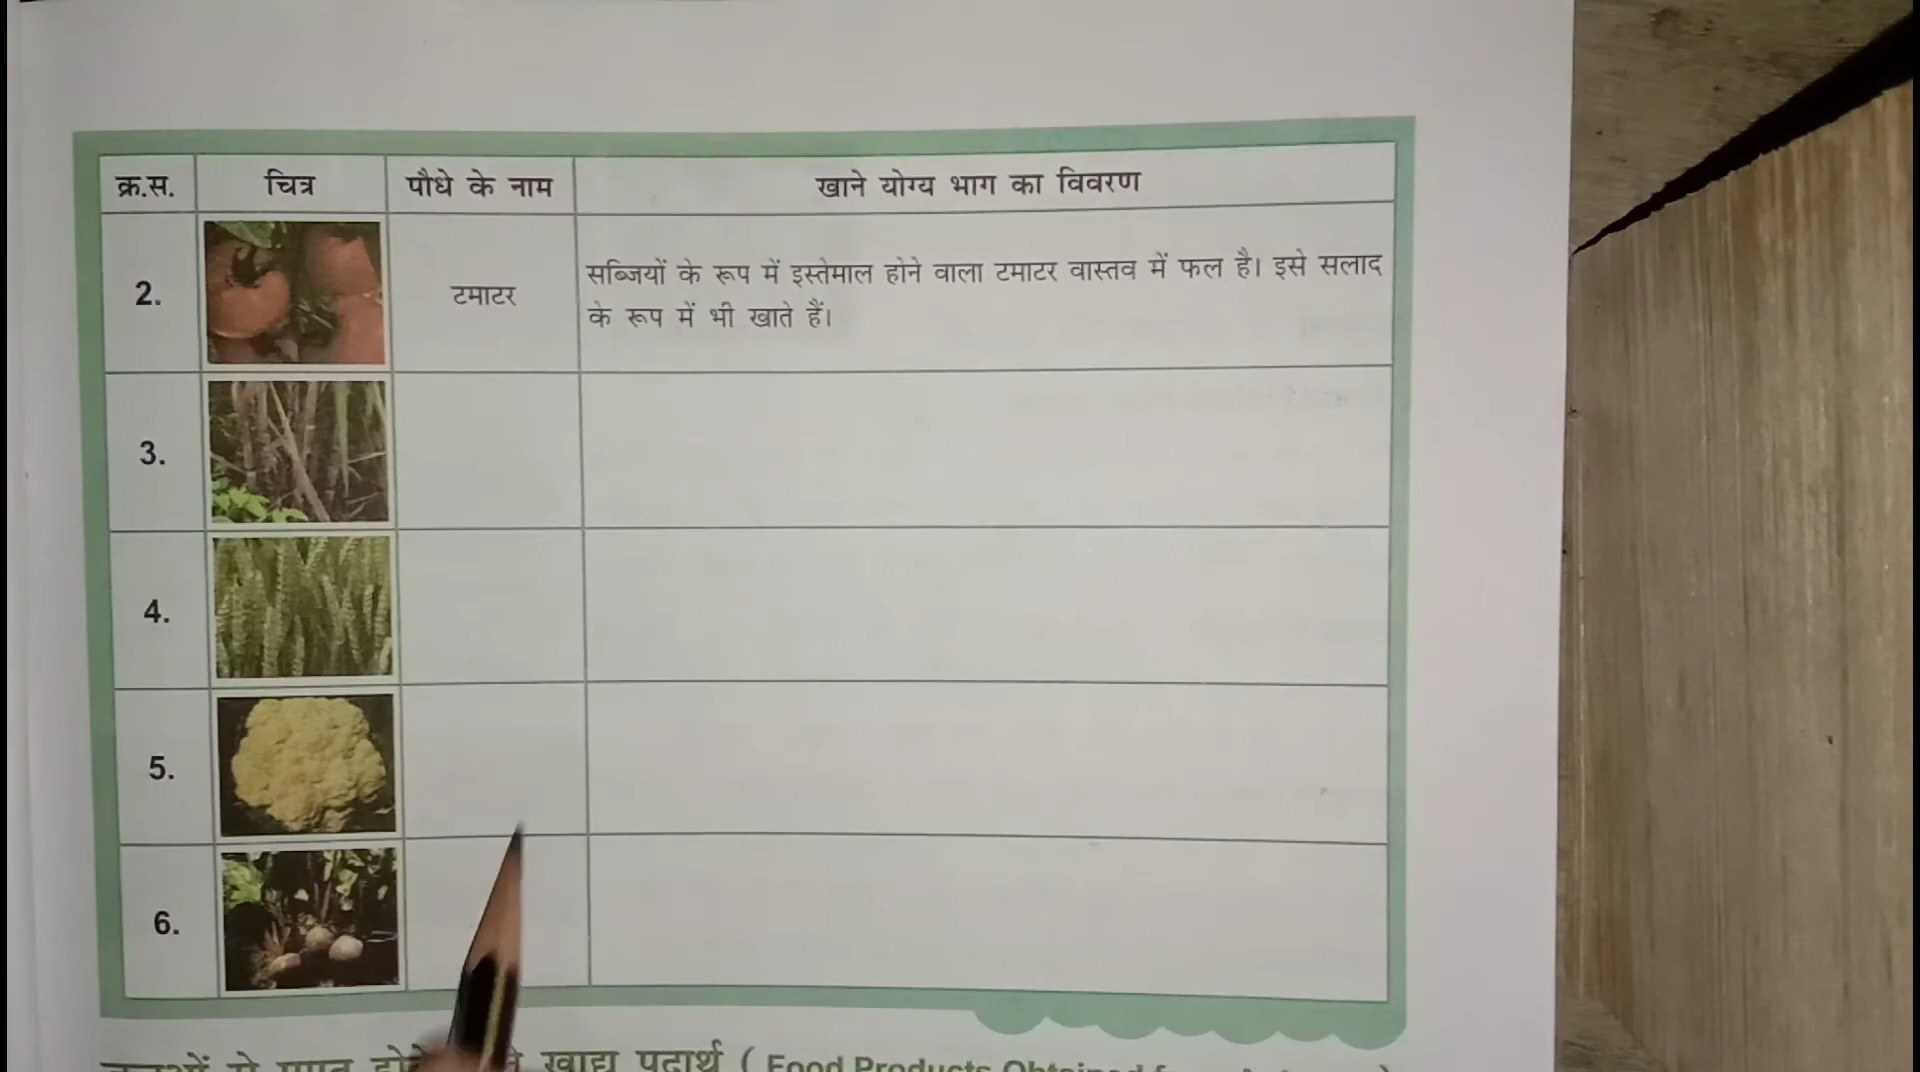 क्र.स. चित्र पौधे के नाम खाने योग्य भाग का विवरण
2. टमाटर सब्जियों के रूप में इस्तेमाल होने वाला टमाटर वास्तव में फल है। इसे सलाद
के रूप में भी खाते हैं।
3.
4.
5.
6.
खाद्य पदार्थ ( Food Products